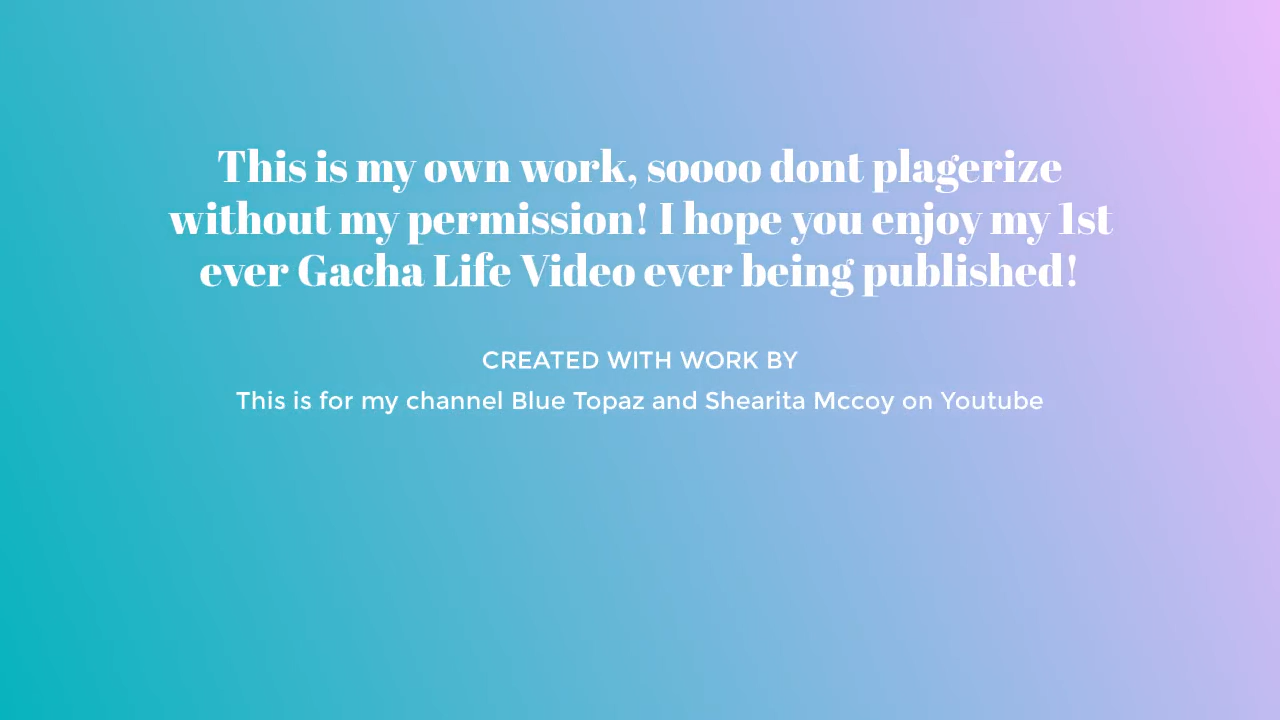 This is my own work, soooo dont plagerize
without my permission! I hope you enjoy my 1st
ever Gacha Life Video ever being published!
CREATED WITH WORK BY
This is for my channel Blue Topaz and Shearita Mccoy on Youtube